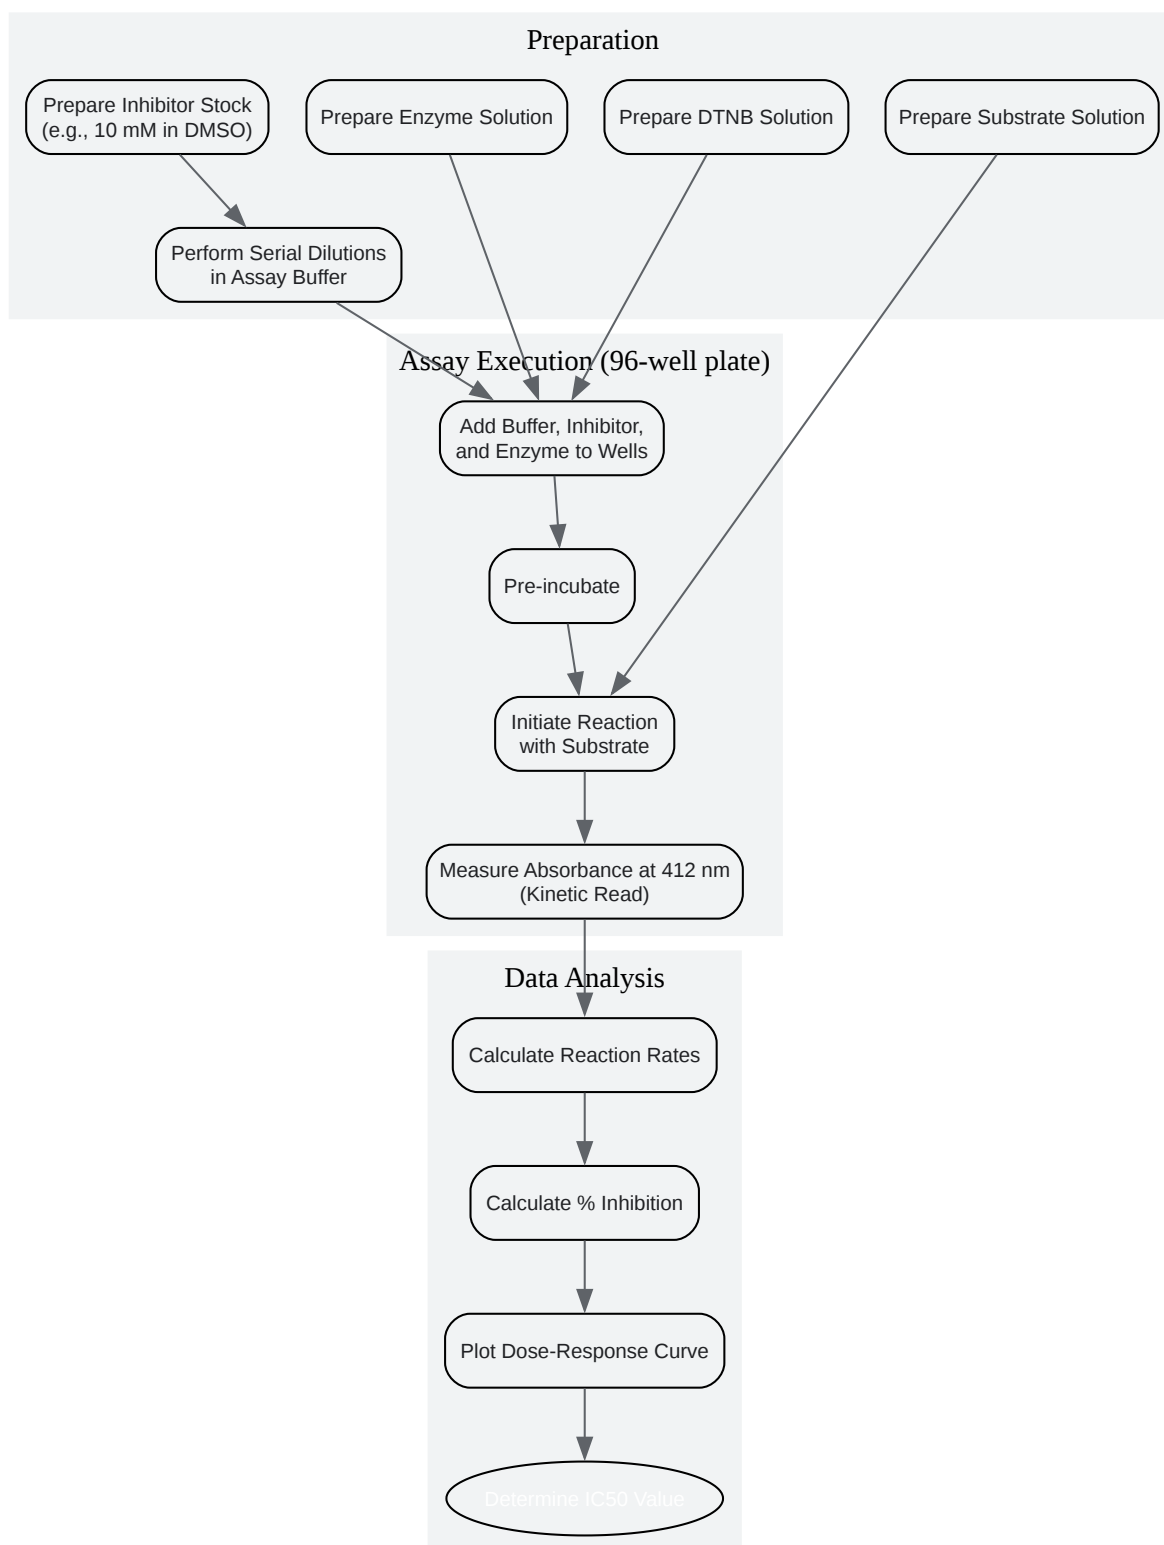 Preparation
Prepare Inhibitor Stock
(e.g., 10 mM in DMSO)
Prepare Enzyme Solution
Prepare DTNB Solution
Prepare Substrate Solution
Perform Serial Dilutions
in Assay Buffer
Assay Execution (96-well plate)
Add Buffer, Inhibitor,
and Enzyme to Wells
Pre-incubate
Initiate Reaction
with Substrate
Measure Absorbance at 412 nm
(Kinetic Read)
Data Analysis
Calculate Reaction Rates
Calculate % Inhibition
Plot Dose-Response Curve
Determine IC50 Value